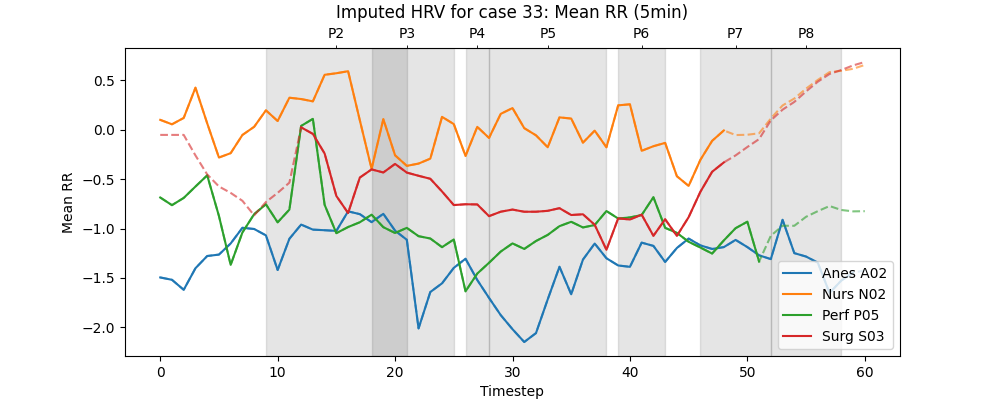 Imputed HRV for case 33: Mean RR (5min)
P2 P3 P4 P5 P6 P7 P8
Mean RR
0.5
0.0
−0.5
−1.0
−1.5
−2.0
Anes A02
Nurs N02
Perf P05
Surg S03
0 10 20 30 40 50 60
Timestep